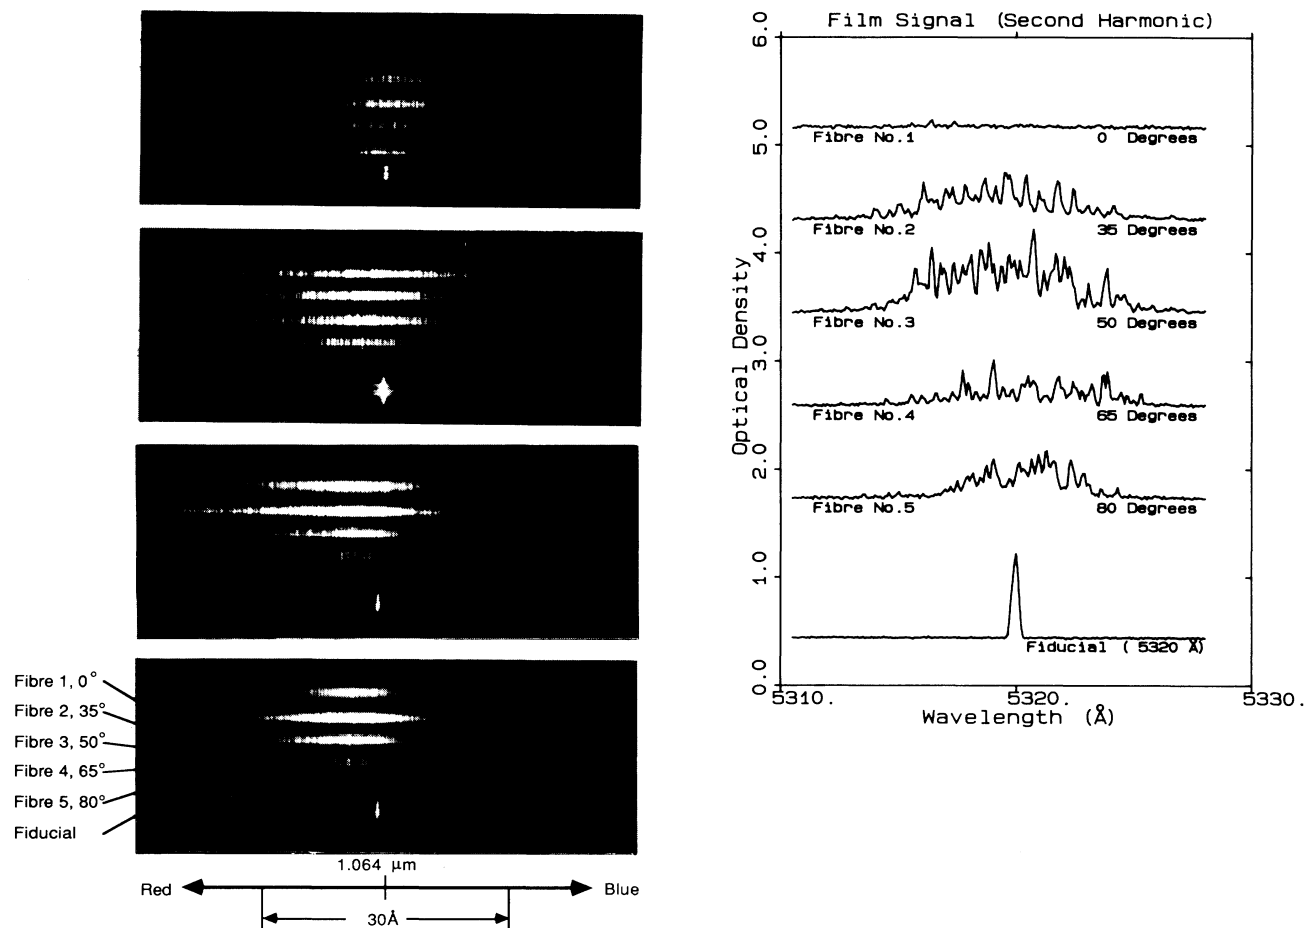 Fibre 1, 0°
Fibre 2, 35°
Fibre 3, 50°
Fibre 4, 65°
Fibre 5, 80°
Fiducial
1.064 µm
Red
Blue
30Å
Film Signal (Second Harmonic)
6.0
5.0
4.0
3.0
2.0
1.0
0.0
Optical Density
Fibre No.1 0 Degrees
Fibre No.2 35 Degrees
Fibre No.3 50 Degrees
Fibre No.4 65 Degrees
Fibre No.5 80 Degrees
Fiducial ( 5320 Å)
5310. 5320. 5330.
Wavelength (Å)